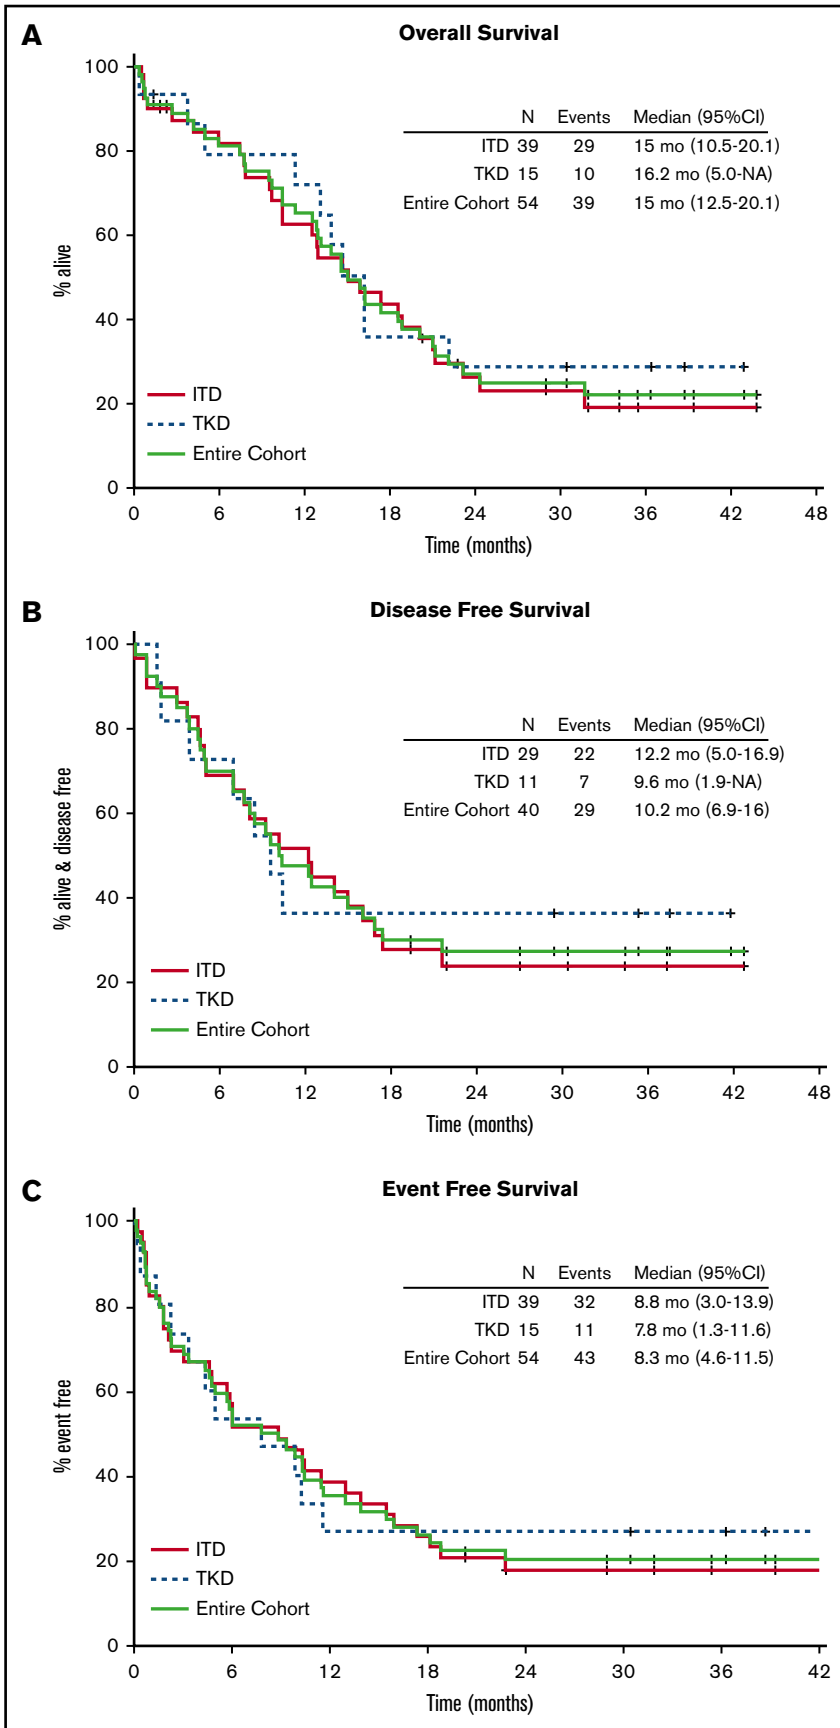 A
Overall Survival
N Events Median (95%CI)
ITD 39 29 15 mo (10.5-20.1)
TKD 15 10 16.2 mo (5.0-NA)
Entire Cohort 54 39 15 mo (12.5-20.1)
100
80
60
40
20
0
% alive
ITD
TKD
Entire Cohort
0 6 12 18 24 30 36 42 48
Time (months)
B
Disease Free Survival
N Events Median (95%CI)
ITD 29 22 12.2 mo (5.0-16.9)
TKD 11 7 9.6 mo (1.9-NA)
Entire Cohort 40 29 10.2 mo (6.9-16)
100
80
60
40
20
0
% alive & disease free
ITD
TKD
Entire Cohort
0 6 12 18 24 30 36 42 48
Time (months)
C
Event Free Survival
N Events Median (95%CI)
ITD 39 32 8.8 mo (3.0-13.9)
TKD 15 11 7.8 mo (1.3-11.6)
Entire Cohort 54 43 8.3 mo (4.6-11.5)
100
80
60
40
20
0
% event free
ITD
TKD
Entire Cohort
0 6 12 18 24 30 36 42
Time (months)